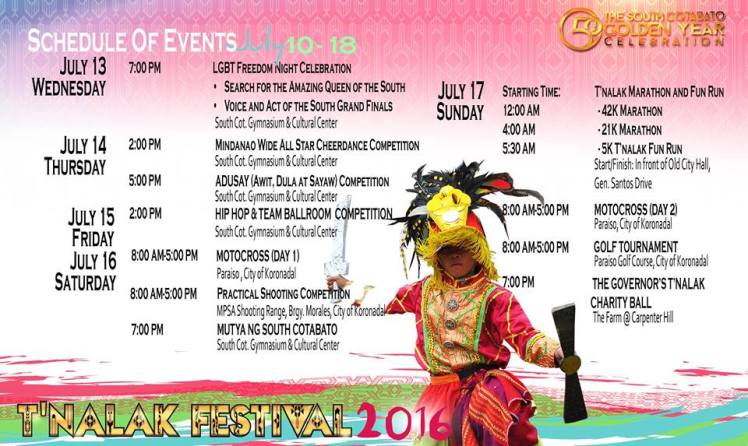 SCHEDULE OF EVENTS July 10-18
50 THE SOUTH COTABATO
GOLDEN YEAR
CELEBRATION
JULY 13
WEDNESDAY
7:00 PM
LGBT FREEDOM NIGHT CELEBRATION
• SEARCH FOR THE AMAZING QUEEN OF THE SOUTH
• VOICE AND ACT OF THE SOUTH GRAND FINALS
South Cot. Gymnasium & Cultural Center
JULY 14
THURSDAY
2:00 PM
MINDANAO WIDE ALL STAR CHEERDANCE COMPETITION
South Cot. Gymnasium & Cultural Center
5:00 PM
ADUSAY (AWIT, DULA AT SAYAW) COMPETITION
South Cot. Gymnasium & Cultural Center
JULY 15
FRIDAY
2:00 PM
HIP HOP & TEAM BALLROOM COMPETITION
South Cot. Gymnasium & Cultural Center
JULY 16
SATURDAY
8:00 AM-5:00 PM
MOTOCROSS (DAY 1)
Paraiso, City of Koronadal
8:00 AM-5:00 PM
PRACTICAL SHOOTING COMPETITION
MPSA Shooting Range, Brgy. Morales, City of Koronadal
7:00 PM
MUTYA NG SOUTH COTABATO
South Cot. Gymnasium & Cultural Center
JULY 17
SUNDAY
STARTING TIME:
T'NALAK MARATHON AND FUN RUN
12:00 AM
- 42K MARATHON
4:00 AM
- 21K MARATHON
5:30 AM
- 5K T'NALAK FUN RUN
Start/Finish: In front of Old City Hall,
Gen. Santos Drive
8:00 AM-5:00 PM
MOTOCROSS (DAY 2)
Paraiso, City of Koronadal
8:00 AM-5:00 PM
GOLF TOURNAMENT
Paraiso Golf Course, City of Koronadal
7:00 PM
THE GOVERNOR'S T'NALAK
CHARITY BALL
The Farm @ Carpenter Hill
T'NALAK FESTIVAL 2016